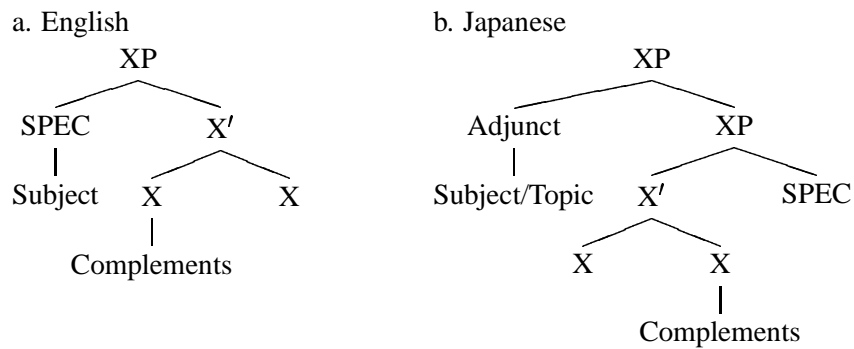 a. English b. Japanese
XP XP
SPEC X′ Adjunct XP
Subject X X Subject/Topic X′ SPEC
Complements X X
Complements